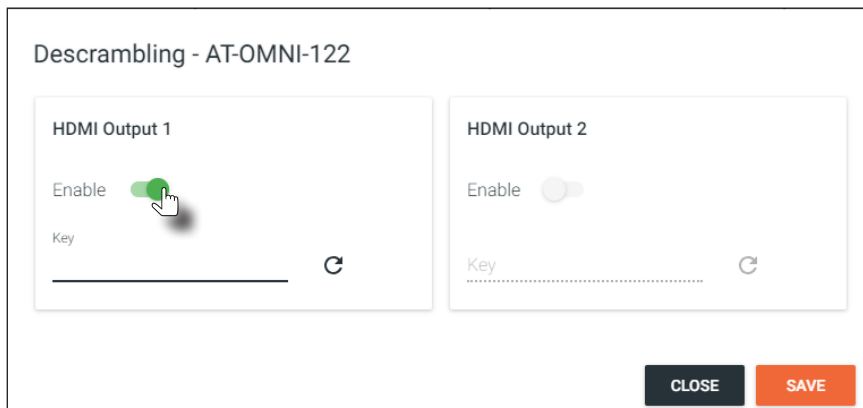 Descrambling - AT-OMNI-122
HDMI Output 1
Enable
Key
HDMI Output 2
Enable
Key
CLOSE
SAVE